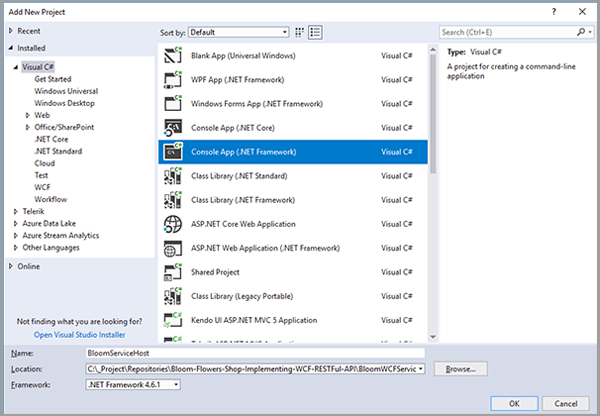 Add New Project
? ×
Recent
Installed
Visual C#
Get Started
Windows Universal
Windows Desktop
Web
Office/SharePoint
.NET Core
.NET Standard
Cloud
Test
WCF
Workflow
Telerik
Azure Data Lake
Azure Stream Analytics
Other Languages
Online
Not finding what you are looking for?
Open Visual Studio Installer
Sort by: Default
Blank App (Universal Windows) Visual C#
WPF App (.NET Framework) Visual C#
Windows Forms App (.NET Framework) Visual C#
Console App (.NET Core) Visual C#
Console App (.NET Framework) Visual C#
Class Library (.NET Standard) Visual C#
Class Library (.NET Framework) Visual C#
ASP.NET Core Web Application Visual C#
ASP.NET Web Application (.NET Framework) Visual C#
Shared Project Visual C#
Class Library (Legacy Portable) Visual C#
Kendo UI ASP.NET MVC 5 Application Visual C#
Search (Ctrl+E)
Type: Visual C#
A project for creating a command-line
application
Name: BloomServiceHost
Location: C:\_Project\Repositories\Bloom-Flowers-Shop-Implementing-WCF-RESTFul-API\BloomWCFServic
Browse...
Framework: .NET Framework 4.6.1
OK Cancel